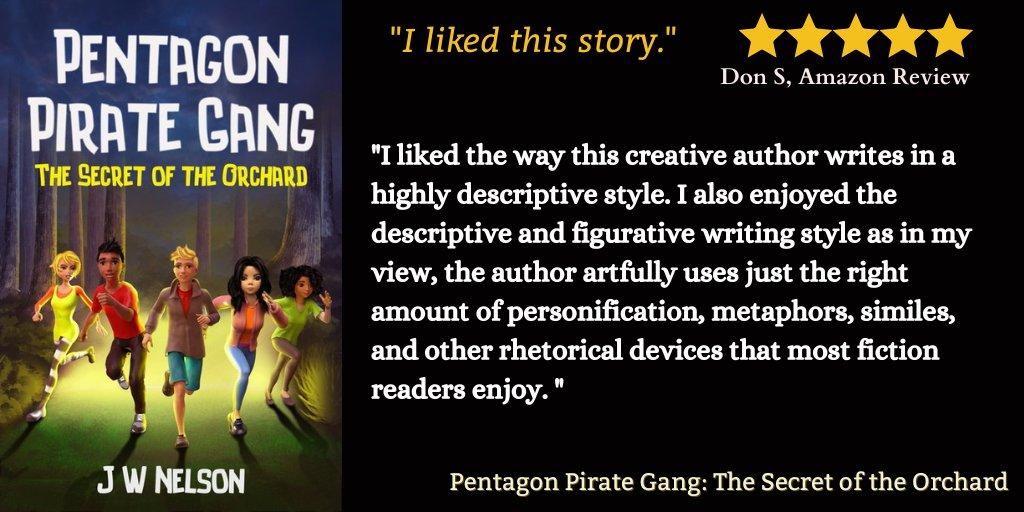 PENTAGON
PIRATE GANG
THE SECRET OF THE ORCHARD
J W NELSON
"I liked this story."
Don S, Amazon Review
"I liked the way this creative author writes in a
highly descriptive style. I also enjoyed the
descriptive and figurative writing style as in my
view, the author artfully uses just the right
amount of personification, metaphors, similes,
and other rhetorical devices that most fiction
readers enjoy. "
Pentagon Pirate Gang: The Secret of the Orchard